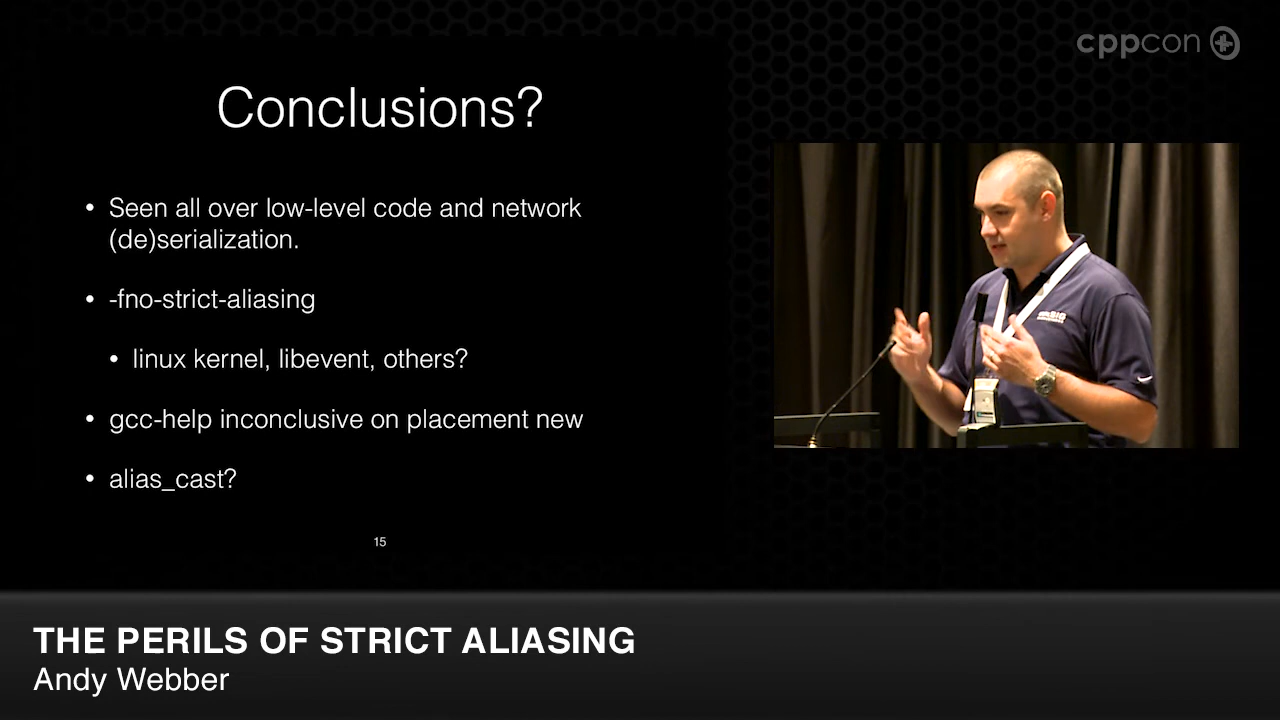 cppcon
Conclusions?
• Seen all over low-level code and network
(de)serialization.
• -fno-strict-aliasing
• linux kernel, libevent, others?
• gcc-help inconclusive on placement new
• alias_cast?
15
THE PERILS OF STRICT ALIASING
Andy Webber